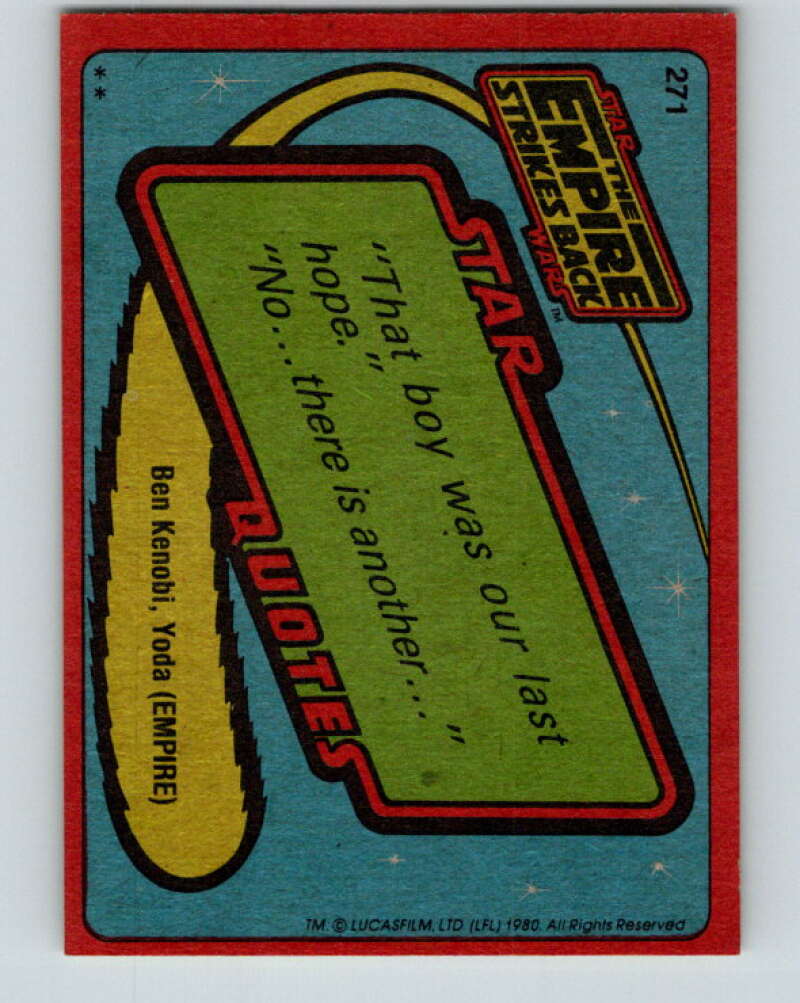 271
STAR
THE
EMPIRE
STRIKES BACK
WARS™
STAR
"That boy was our last
hope."
"No... there is another... "
QUOTES
Ben Kenobi, Yoda (EMPIRE)
**
TM. © LUCASFILM, LTD (LFL) 1980. All Rights Reserved